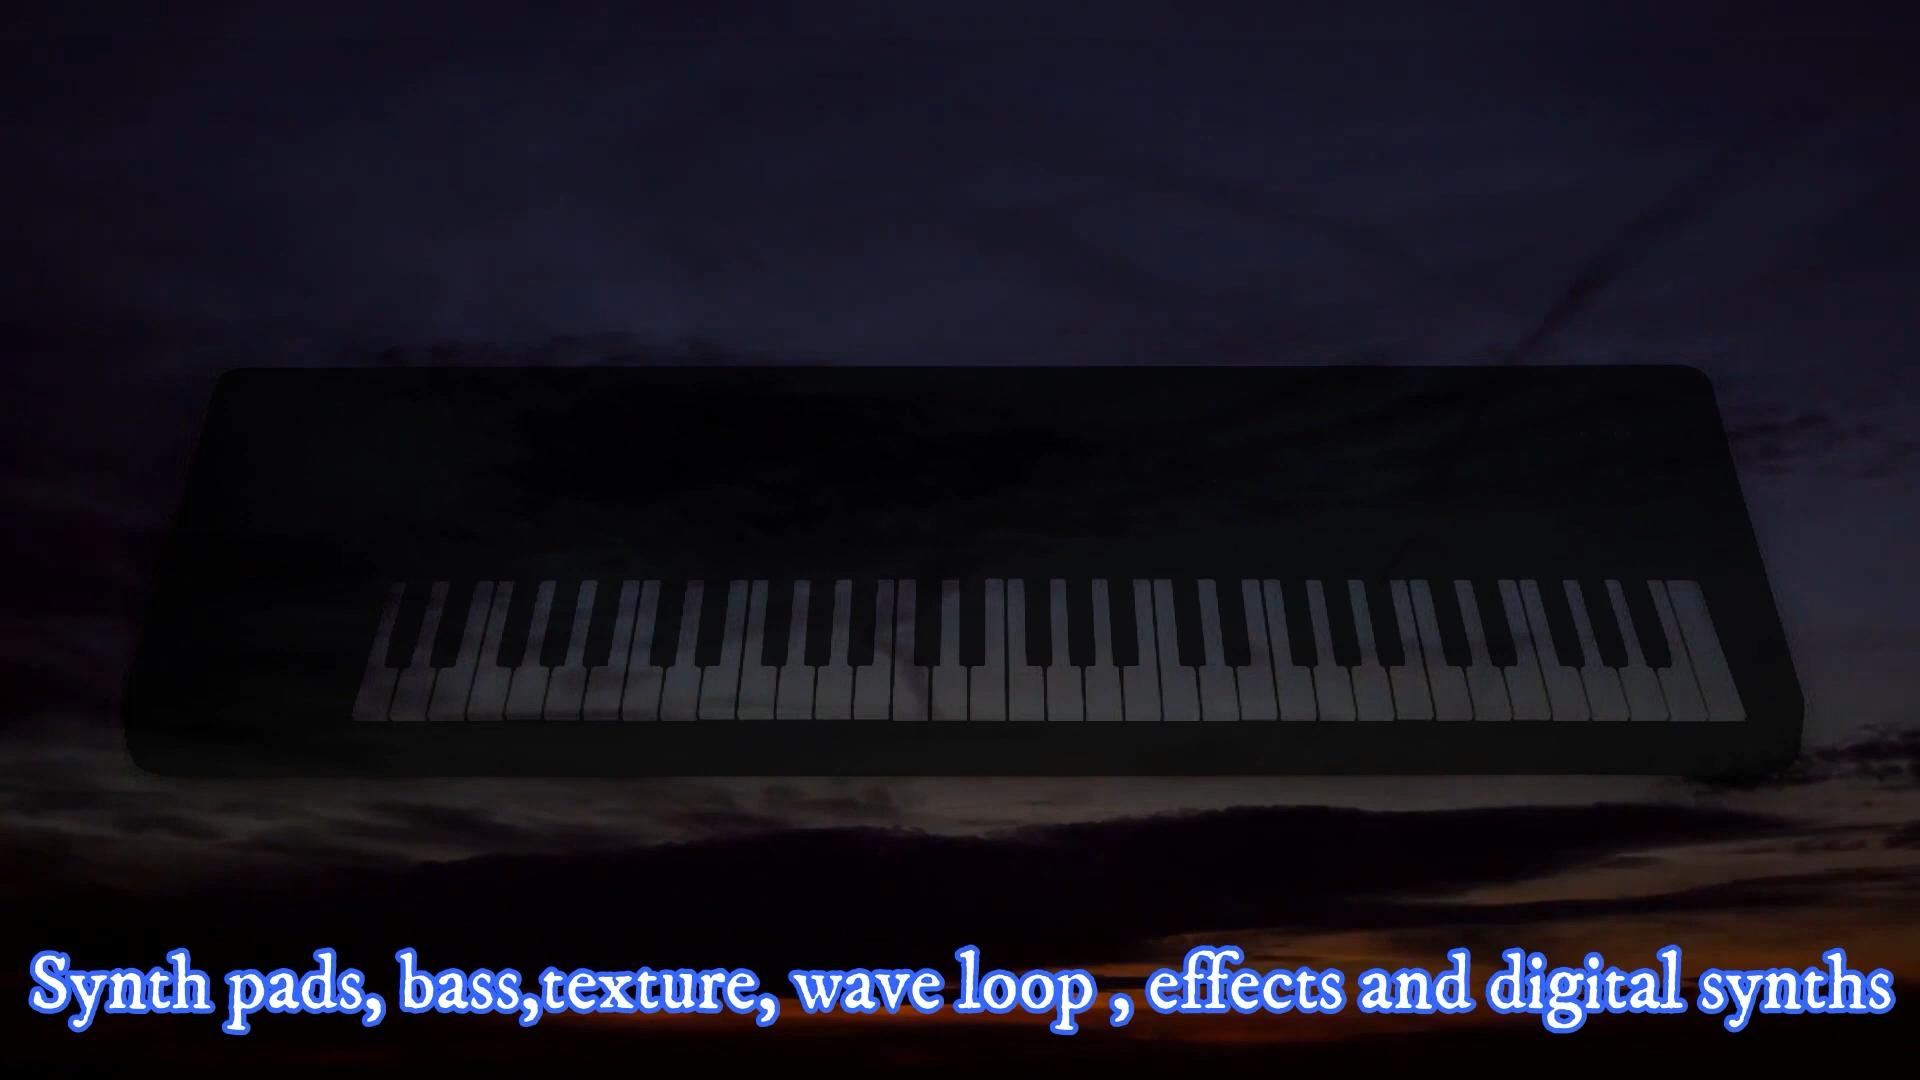 Synth pads, bass,texture, wave loop , effects and digital synths